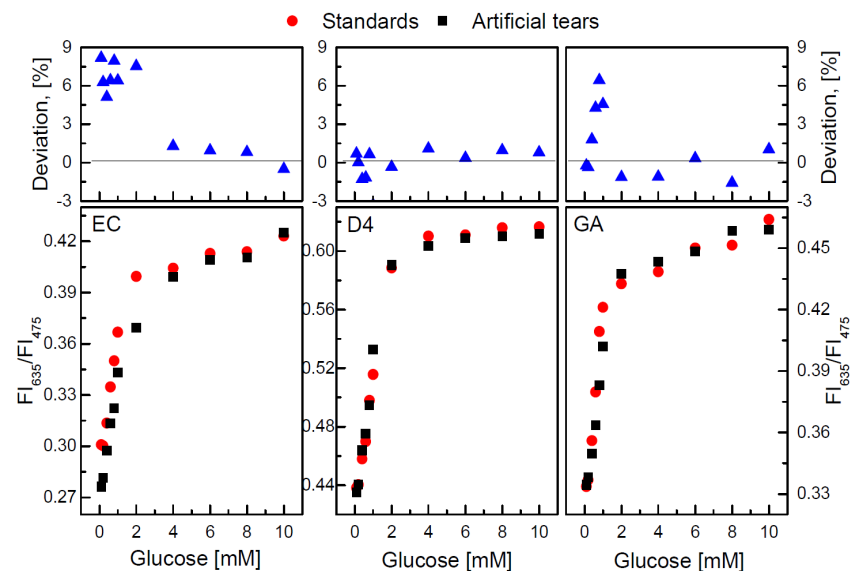 Standards Artificial tears
Deviation, [%]
9
6
3
0
-3
9
6
3
0
-3
9
6
3
0
-3
Deviation, [%]
EC
D4
GA
FI635/FI475
0.42
0.39
0.36
0.33
0.30
0.27
0.60
0.56
0.52
0.48
0.44
0.45
0.42
0.39
0.36
0.33
FI635/FI475
0 2 4 6 8 10
0 2 4 6 8 10
0 2 4 6 8 10
Glucose [mM]
Glucose [mM]
Glucose [mM]